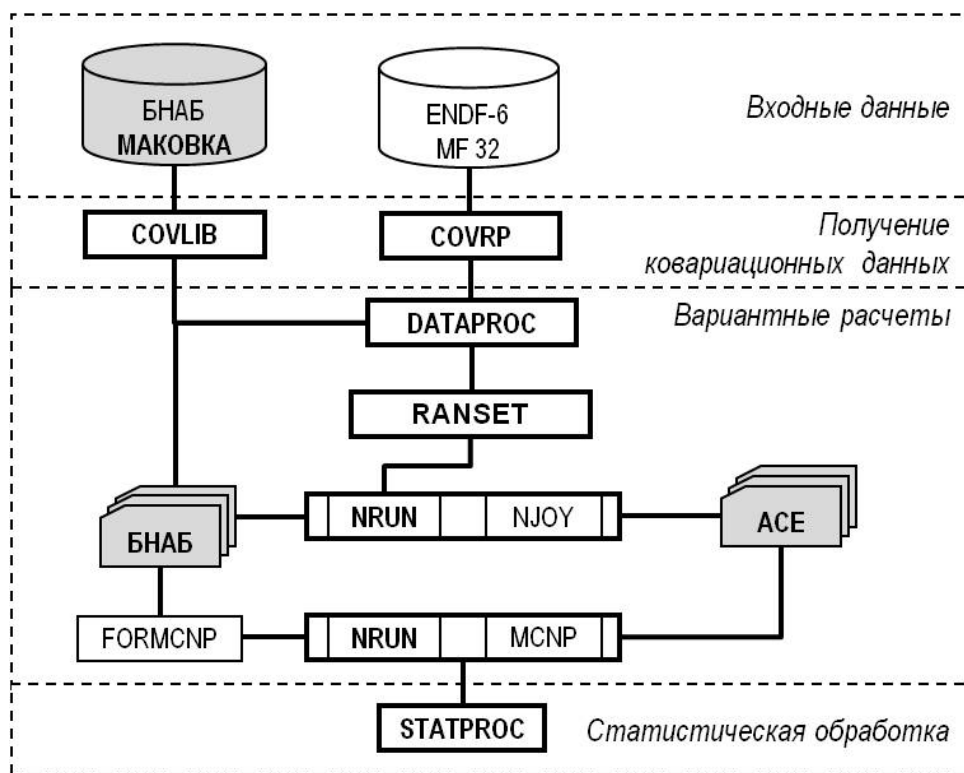 БНАБ
МАКОВКА
ENDF-6
MF 32
Входные данные
COVLIB
COVRP
Получение
ковариационных данных
DATAPROC
Вариантные расчеты
RANSET
БНАБ
NRUN
NJOY
ACE
FORMCNP
NRUN
MCNP
STATPROC
Статистическая обработка